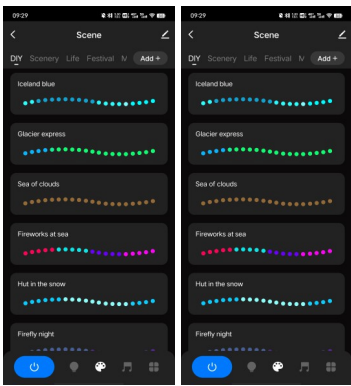 09:29
Scene
DIY Scenery Life Festival Add +
Iceland blue
Glacier express
Sea of clouds
Fireworks at sea
Hut in the snow
Firefly night
09:29
Scene
DIY Scenery Life Festival Add +
Iceland blue
Glacier express
Sea of clouds
Fireworks at sea
Hut in the snow
Firefly night